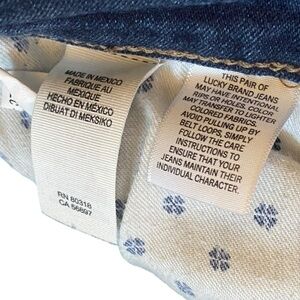 MADE IN MEXICO
FABRIQUE AU
MEXIQUE
HECHO EN MÉXICO
DIBUAT DI MEKSIKO
RN 80318
CA 56697
THIS PAIR OF
LUCKY BRAND JEANS
MAY HAVE INTENTIONAL
RIPS OR HOLES. COLOR
MAY TRANSFER TO LIGHT
COLORED FABRICS.
AVOID PULLING UP BY
BELT LOOPS, SIMPLY
FOLLOW THE CARE
INSTRUCTIONS TO
ENSURE THAT YOUR
JEANS MAINTAIN THEIR
INDIVIDUAL CHARACTER.